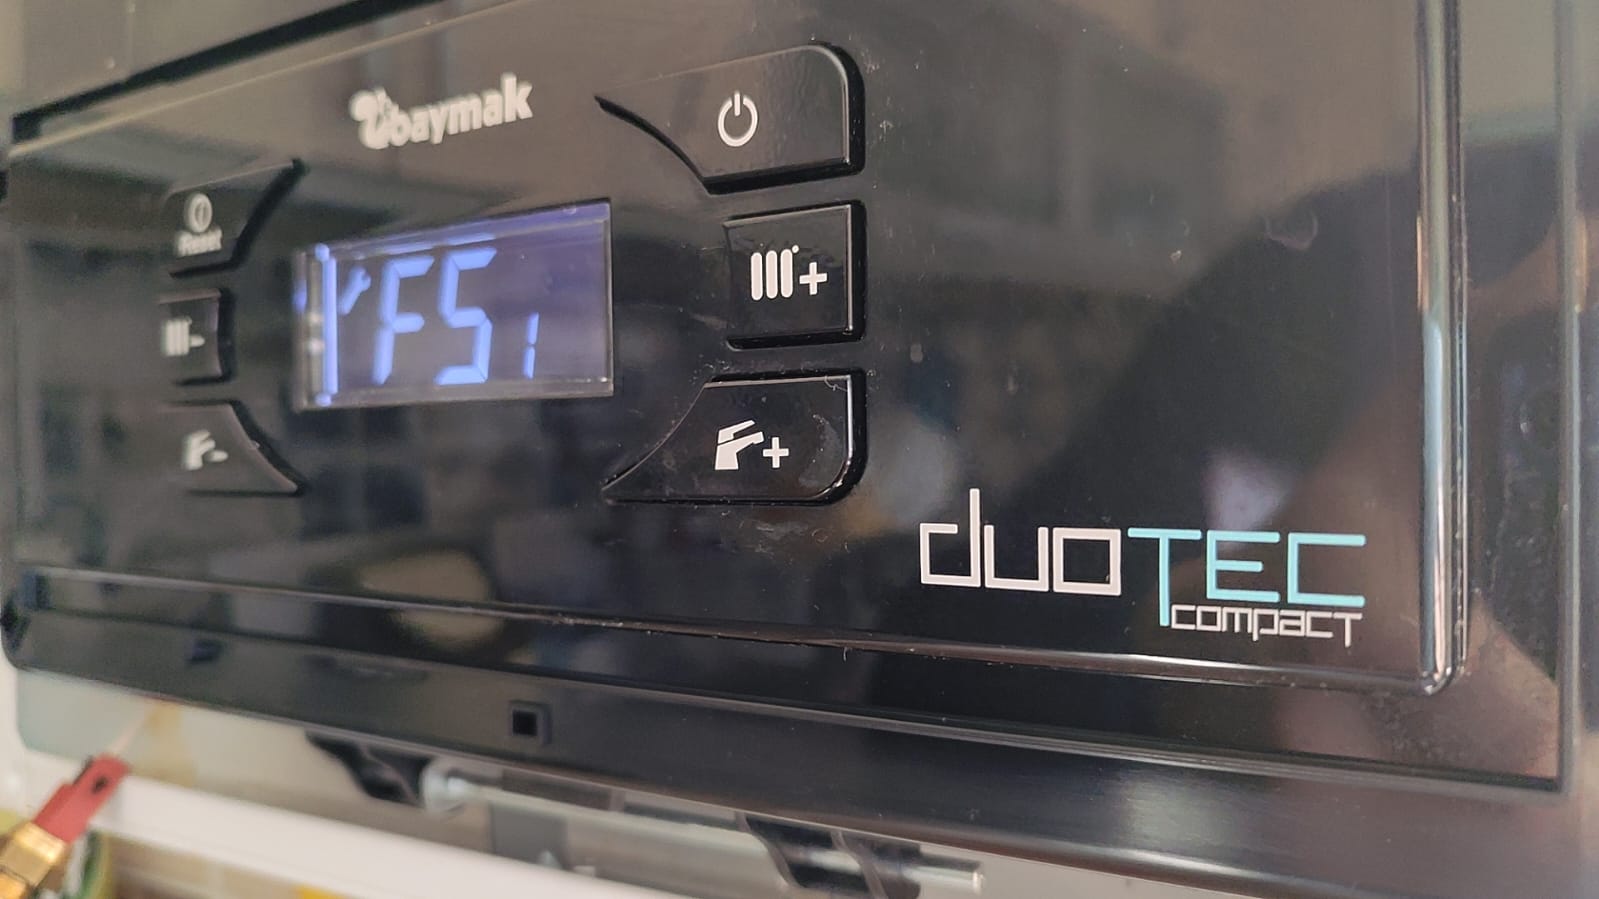 baymak
Reset
F51
+
-
+
-
duoTEC
compact